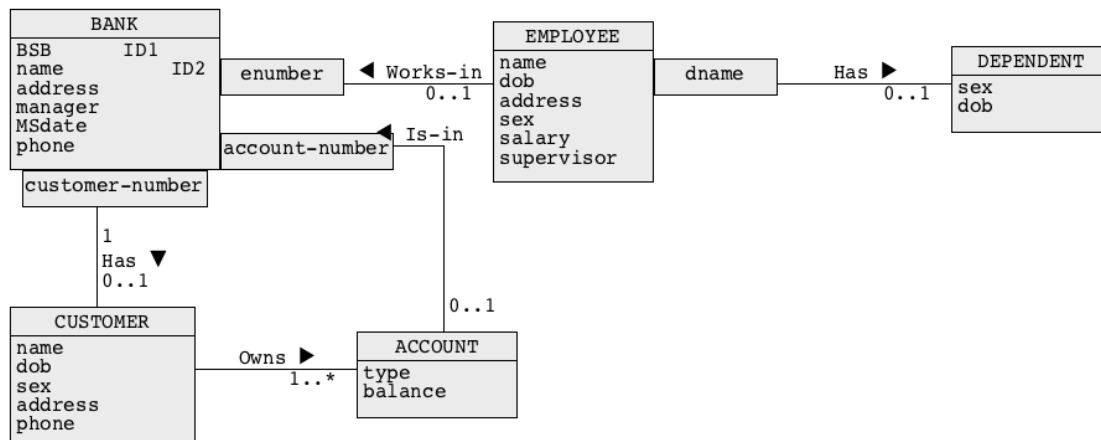 BANK
BSB ID1
name ID2
address
manager
MSdate
phone
enumber
◀ Works-in
0..1
EMPLOYEE
name
dob
address
sex
salary
supervisor
dname
Has ▶
0..1
DEPENDENT
sex
dob
account-number
◀ Is-in
customer-number
1
Has ▼
0..1
0..1
CUSTOMER
name
dob
sex
address
phone
Owns ▶
1..*
ACCOUNT
type
balance